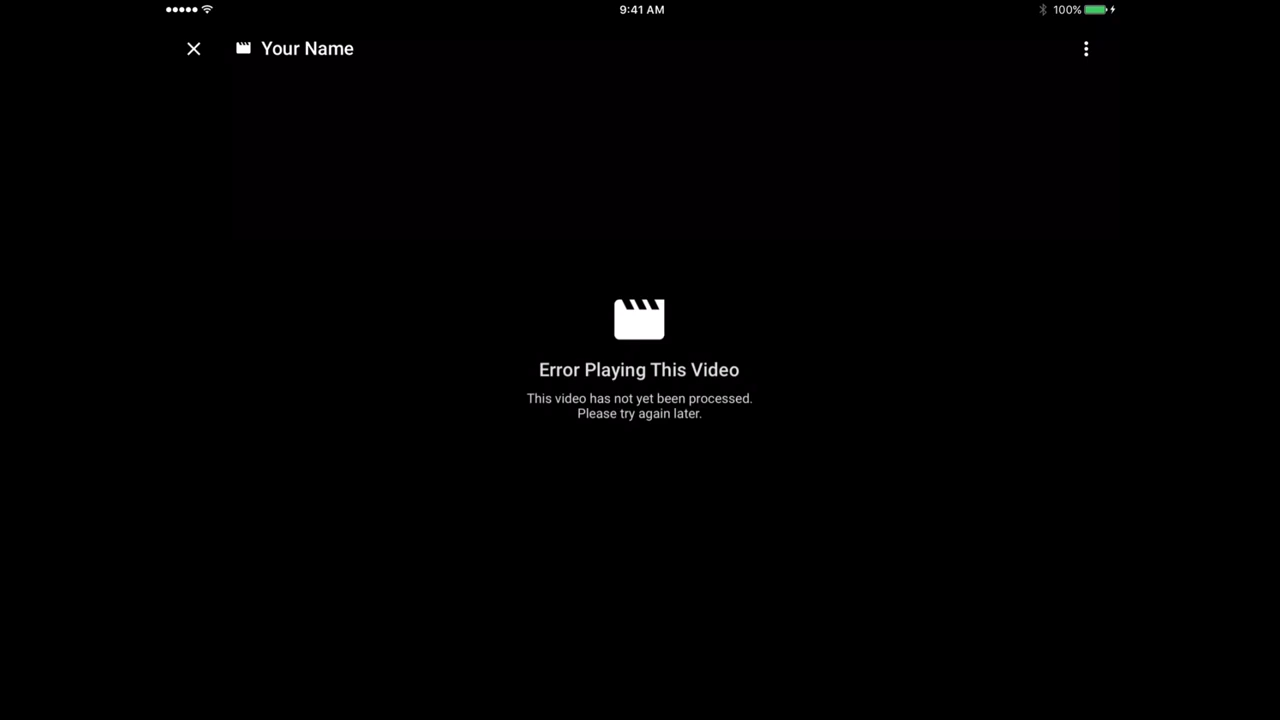 9:41 AM
100%
Your Name
Error Playing This Video
This video has not yet been processed.
Please try again later.